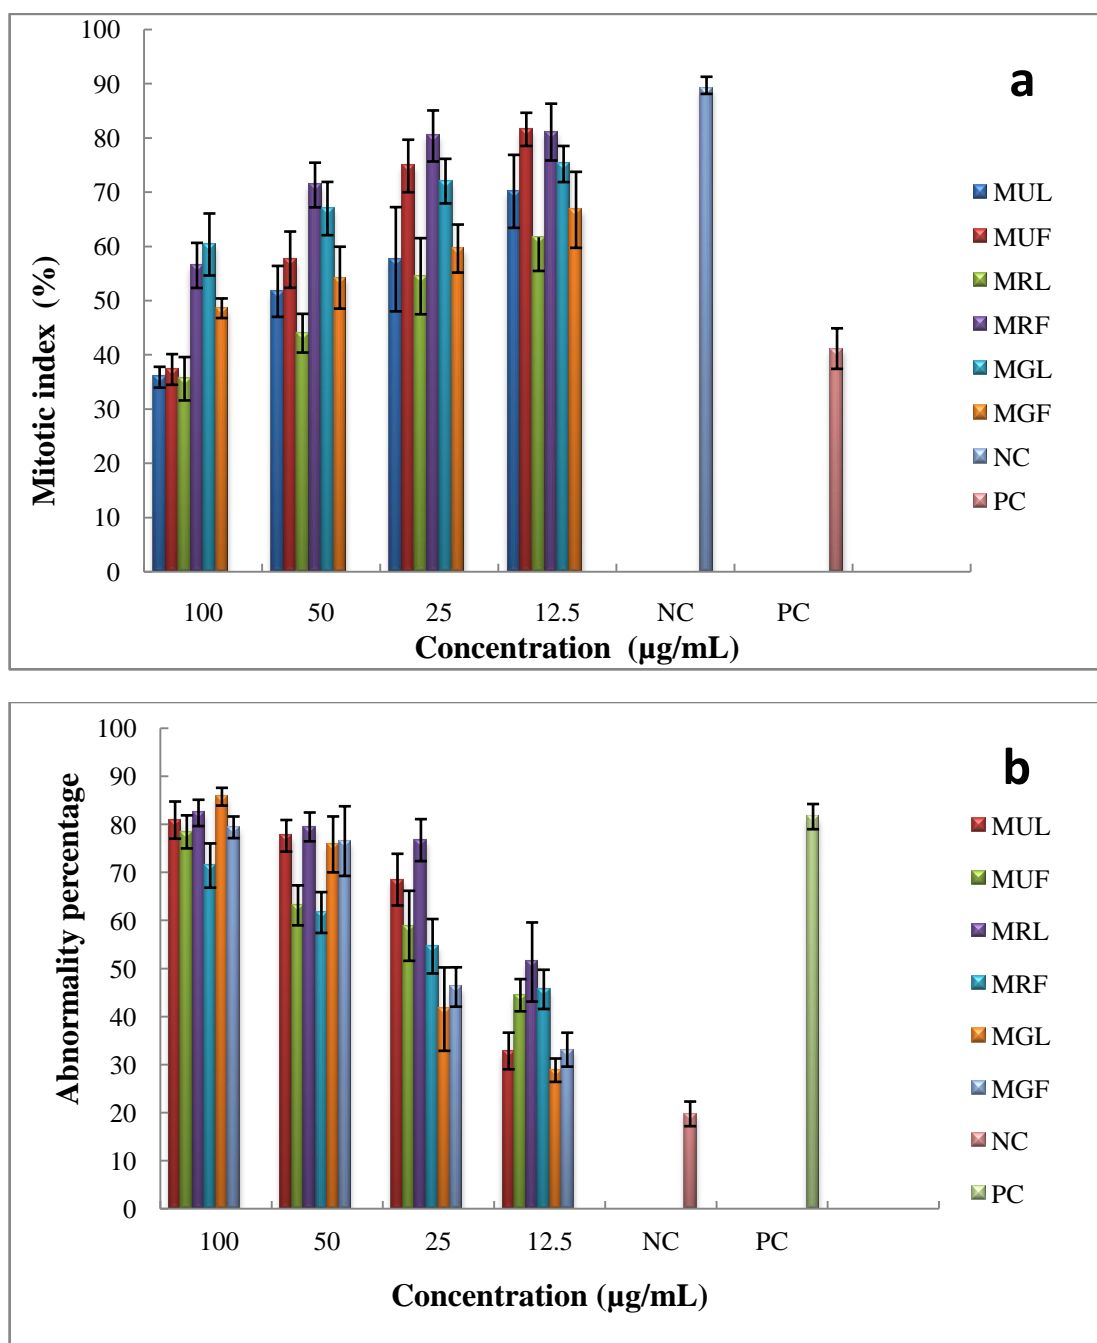 a
100
90
80
70
60
50
40
30
20
10
0
Mitotic index (%)
100 50 25 12.5 NC PC
Concentration (µg/mL)
MUL
MUF
MRL
MRF
MGL
MGF
NC
PC
b
100
90
80
70
60
50
40
30
20
10
0
Abnormality percentage
100 50 25 12.5 NC PC
Concentration (µg/mL)
MUL
MUF
MRL
MRF
MGL
MGF
NC
PC